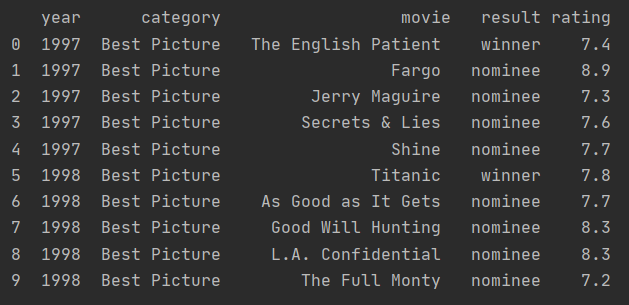 year category movie result rating
0 1997 Best Picture The English Patient winner 7.4
1 1997 Best Picture Fargo nominee 8.9
2 1997 Best Picture Jerry Maguire nominee 7.3
3 1997 Best Picture Secrets & Lies nominee 7.6
4 1997 Best Picture Shine nominee 7.7
5 1998 Best Picture Titanic winner 7.8
6 1998 Best Picture As Good as It Gets nominee 7.7
7 1998 Best Picture Good Will Hunting nominee 8.3
8 1998 Best Picture L.A. Confidential nominee 8.3
9 1998 Best Picture The Full Monty nominee 7.2